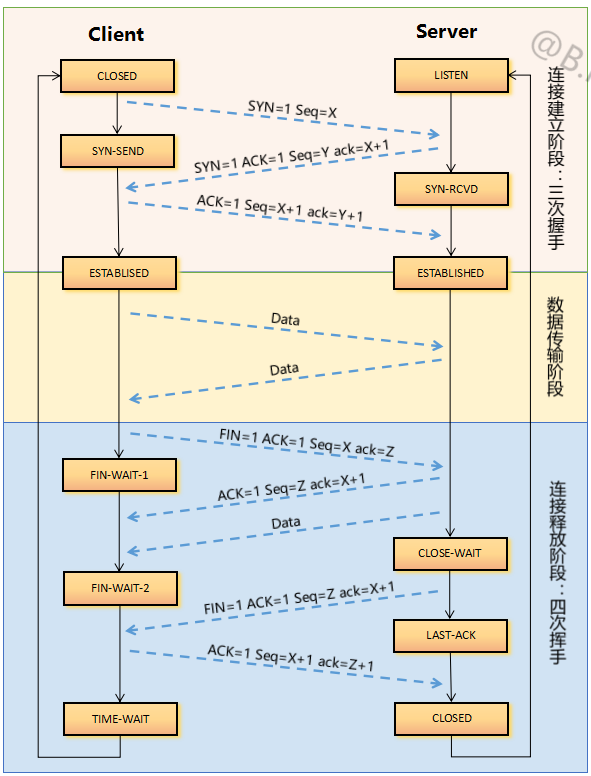 Client
Server
@B.
CLOSED
LISTEN
SYN=1 Seq=X
SYN-SEND
SYN=1 ACK=1 Seq=Y ack=X+1
SYN-RCVD
ACK=1 Seq=X+1 ack=Y+1
ESTABLISED
ESTABLISHED
连接建立阶段：三次握手
Data
Data
数据传输阶段
FIN=1 ACK=1 Seq=X ack=Z
FIN-WAIT-1
ACK=1 Seq=Z ack=X+1
Data
CLOSE-WAIT
FIN-WAIT-2
FIN=1 ACK=1 Seq=Z ack=X+1
LAST-ACK
ACK=1 Seq=X+1 ack=Z+1
TIME-WAIT
CLOSED
连接释放阶段：四次挥手